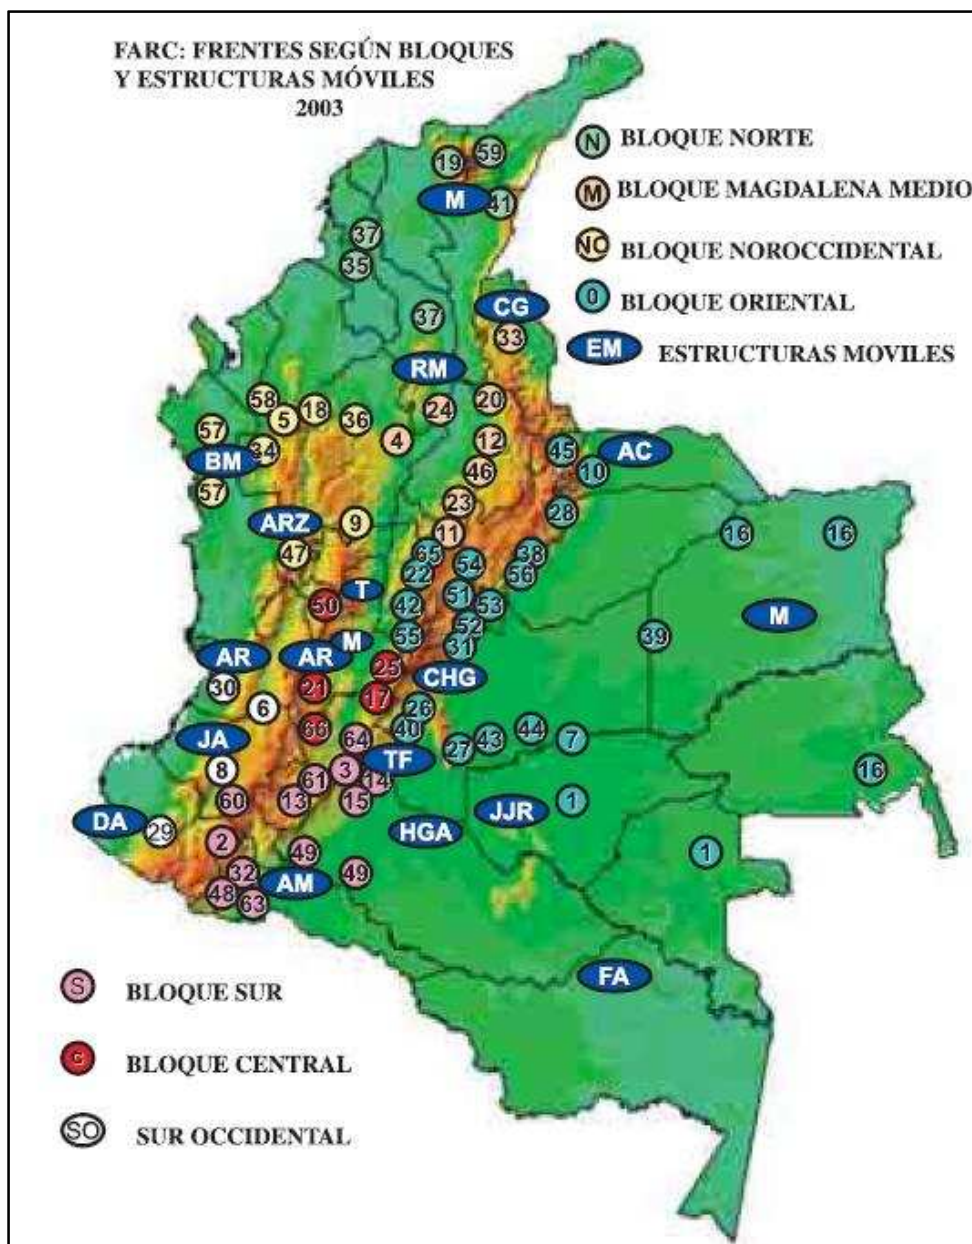 FARC: FRENTES SEGÚN BLOQUES
Y ESTRUCTURAS MÓVILES
2003
N BLOQUE NORTE
M BLOQUE MAGDALENA MEDIO
NO BLOQUE NOROCCIDENTAL
0 BLOQUE ORIENTAL
EM ESTRUCTURAS MOVILES
59
19
M
41
37
35
CG
37
33
RM
58
20
5
18
24
36
57
4
12
34
45
AC
BM
46
10
57
23
28
ARZ
9
11
16
16
47
65
38
54
22
56
T
51
50
42
53
M
52
M
55
39
31
AR
AR
25
CHG
30
21
17
6
26
66
40
44
JA
64
43
7
27
TF
8
3
16
61
14
60
13
15
1
JJR
DA
29
HGA
2
49
1
32
AM
49
48
63
FA
S BLOQUE SUR
C BLOQUE CENTRAL
SO SUR OCCIDENTAL